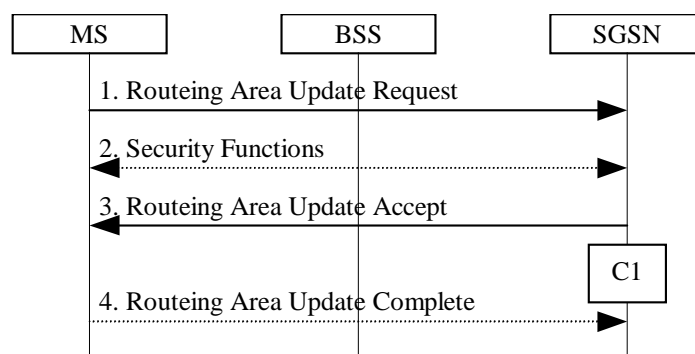 MS BSS SGSN
1. Routeing Area Update Request
2. Security Functions
3. Routeing Area Update Accept
C1
4. Routeing Area Update Complete